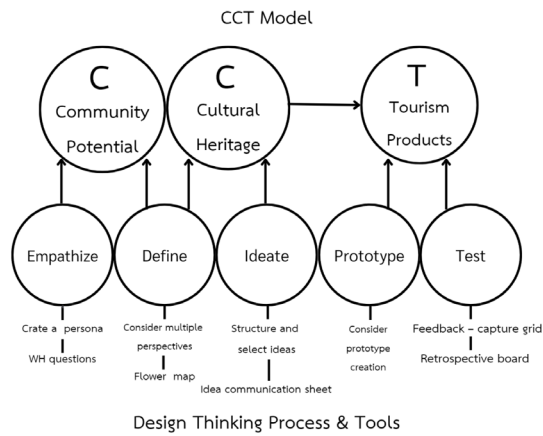 CCT Model
C
Community
Potential
C
Cultural
Heritage
T
Tourism
Products
Empathize
Define
Ideate
Prototype
Test
Crate a persona
WH questions
Consider multiple
perspectives
Flower map
Structure and
select ideas
Idea communication sheet
Consider
prototype
creation
Feedback – capture grid
Retrospective board
Design Thinking Process & Tools